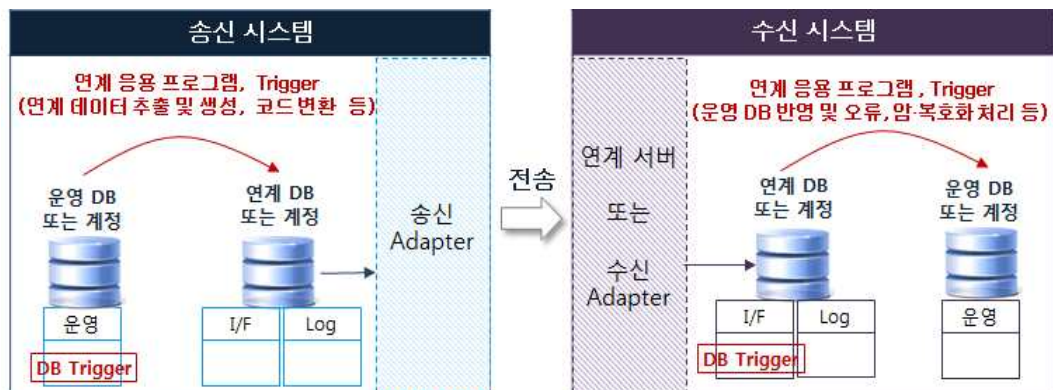 송신 시스템
연계 응용 프로그램, Trigger
(연계 데이터 추출 및 생성, 코드 변환 등)
운영 DB
또는 계정
연계 DB
또는 계정
송신
Adapter
운영
I/F
Log
DB Trigger
전송
수신 시스템
연계 응용 프로그램, Trigger
(운영 DB 반영 및 오류, 암·복호화 처리 등)
연계 서버
또는
수신
Adapter
연계 DB
또는 계정
운영 DB
또는 계정
I/F
Log
운영
DB Trigger